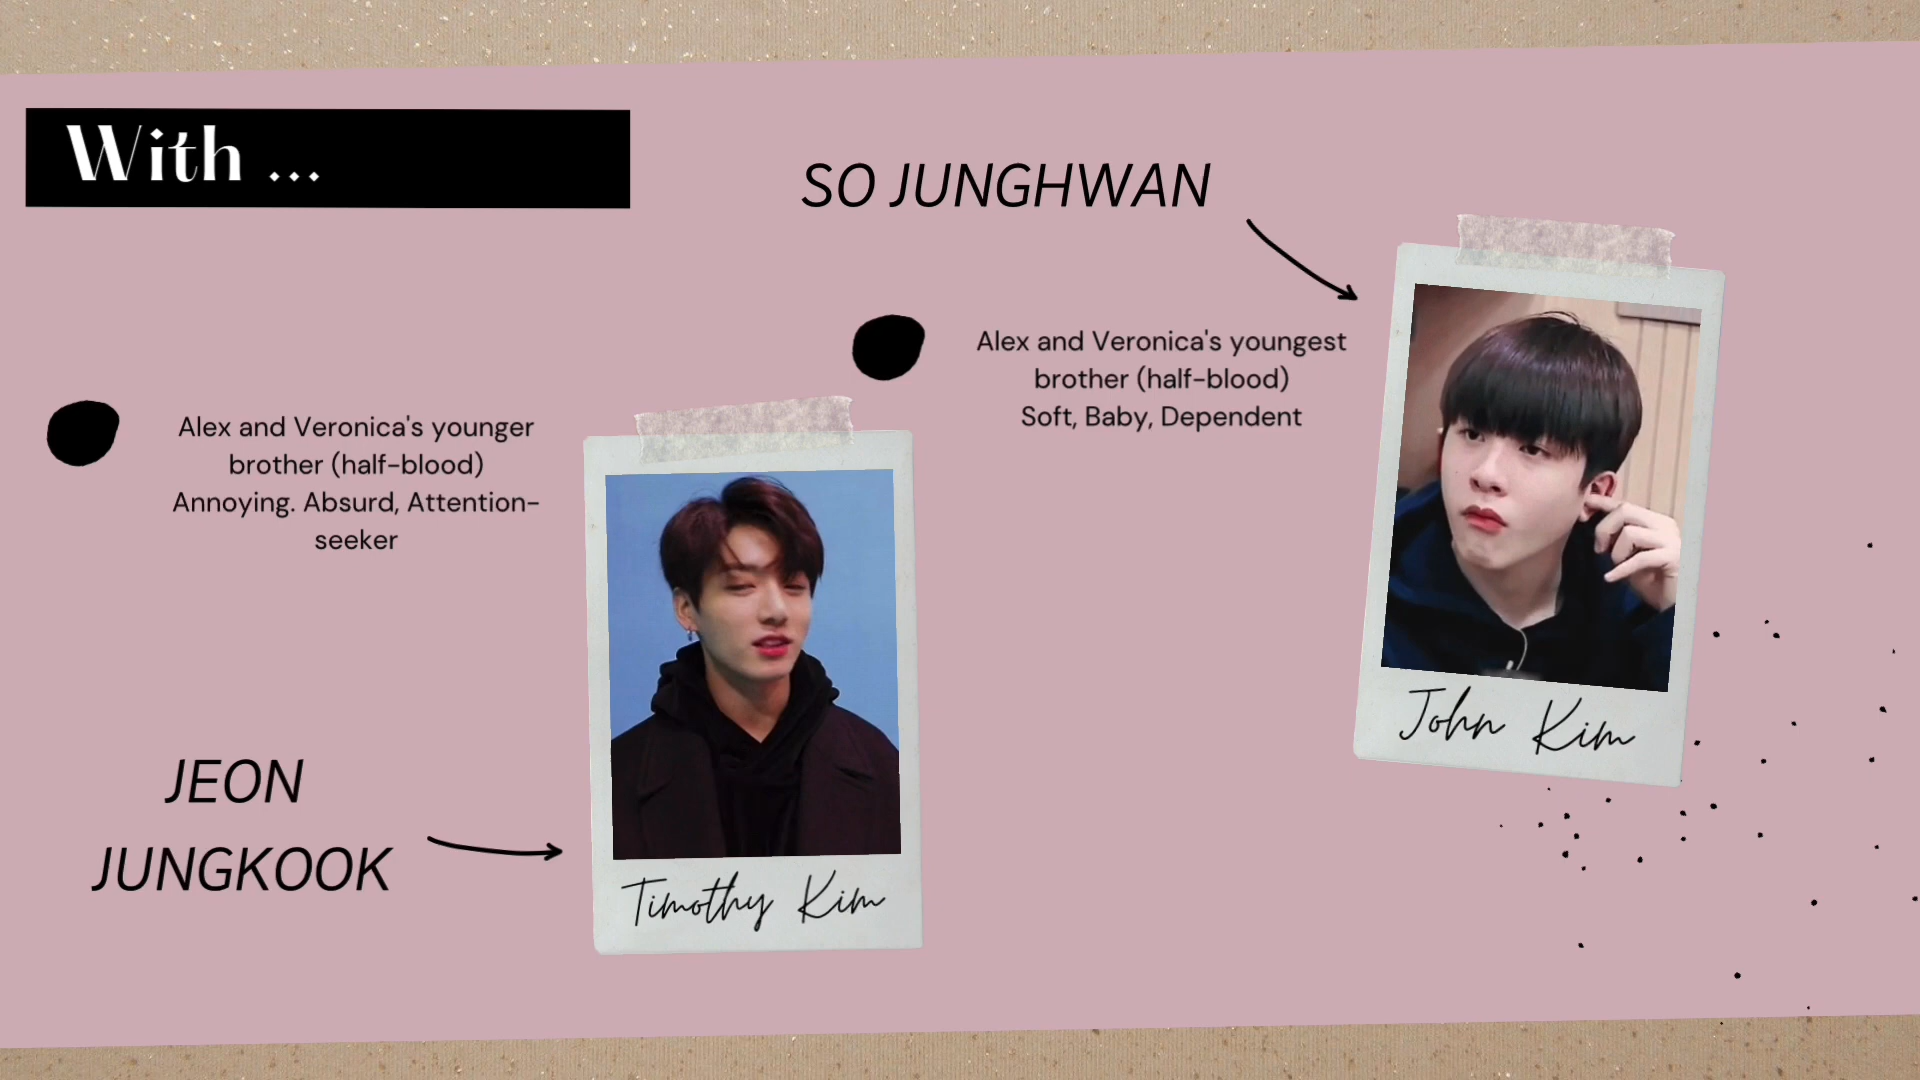 With ...
SO JUNGHWAN
Alex and Veronica's youngest
brother (half-blood)
Soft, Baby, Dependent
John Kim
Alex and Veronica's younger
brother (half-blood)
Annoying. Absurd, Attention-
seeker
JEON
JUNGKOOK
Timothy Kim